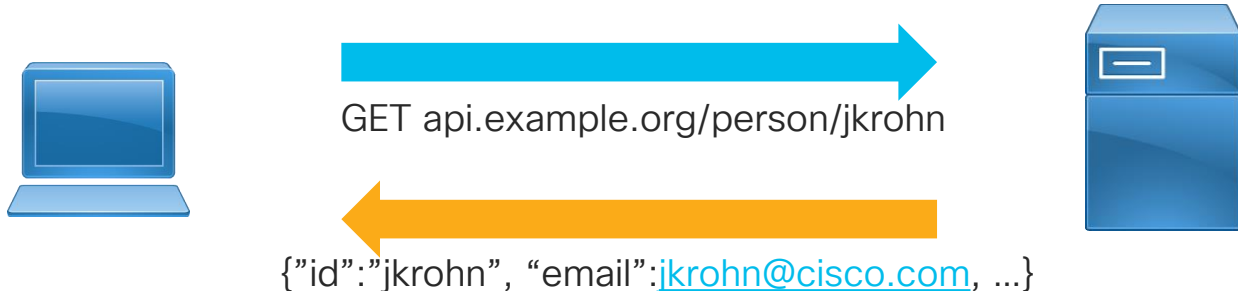 GET api.example.org/person/jkrohn
{”id”:”jkrohn”, “email”:jkrohn@cisco.com, ...}